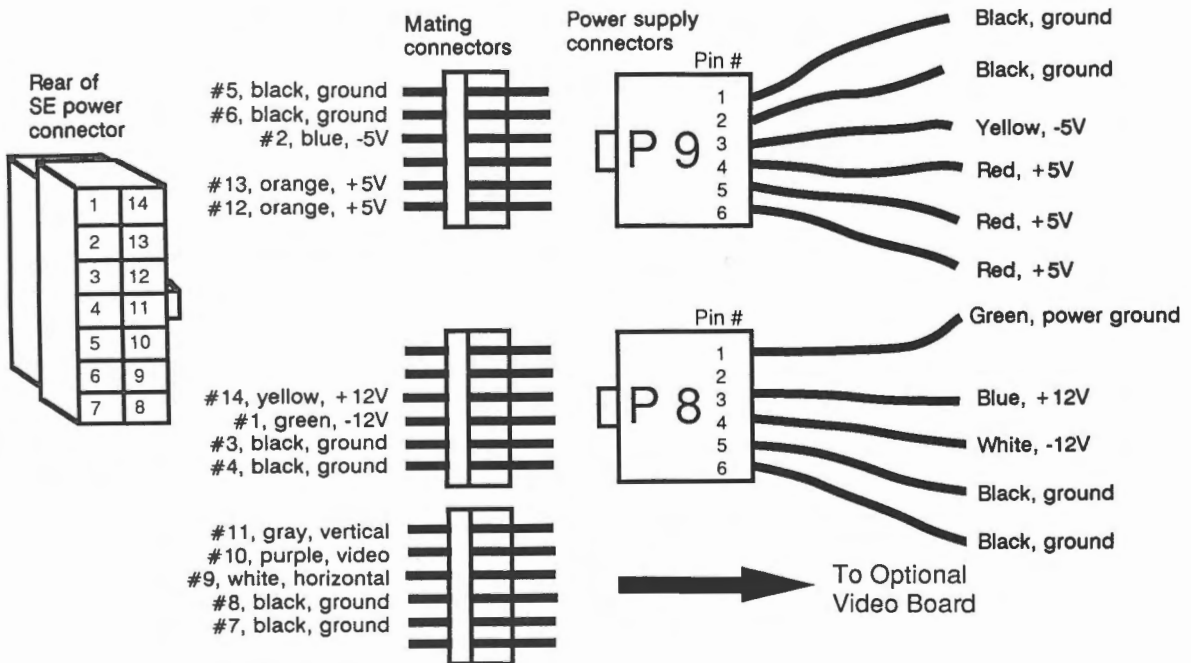 Rear of
SE power
connector
1 14
2 13
3 12
4 11
5 10
6 9
7 8
Mating
connectors
#5, black, ground
#6, black, ground
#2, blue, -5V
#13, orange, +5V
#12, orange, +5V
Power supply
connectors
Pin #
P 9
1
2
3
4
5
6
Black, ground
Black, ground
Yellow, -5V
Red, +5V
Red, +5V
Red, +5V
#14, yellow, +12V
#1, green, -12V
#3, black, ground
#4, black, ground
Pin #
P 8
1
2
3
4
5
6
Green, power ground
Blue, +12V
White, -12V
Black, ground
Black, ground
#11, gray, vertical
#10, purple, video
#9, white, horizontal
#8, black, ground
#7, black, ground
To Optional
Video Board